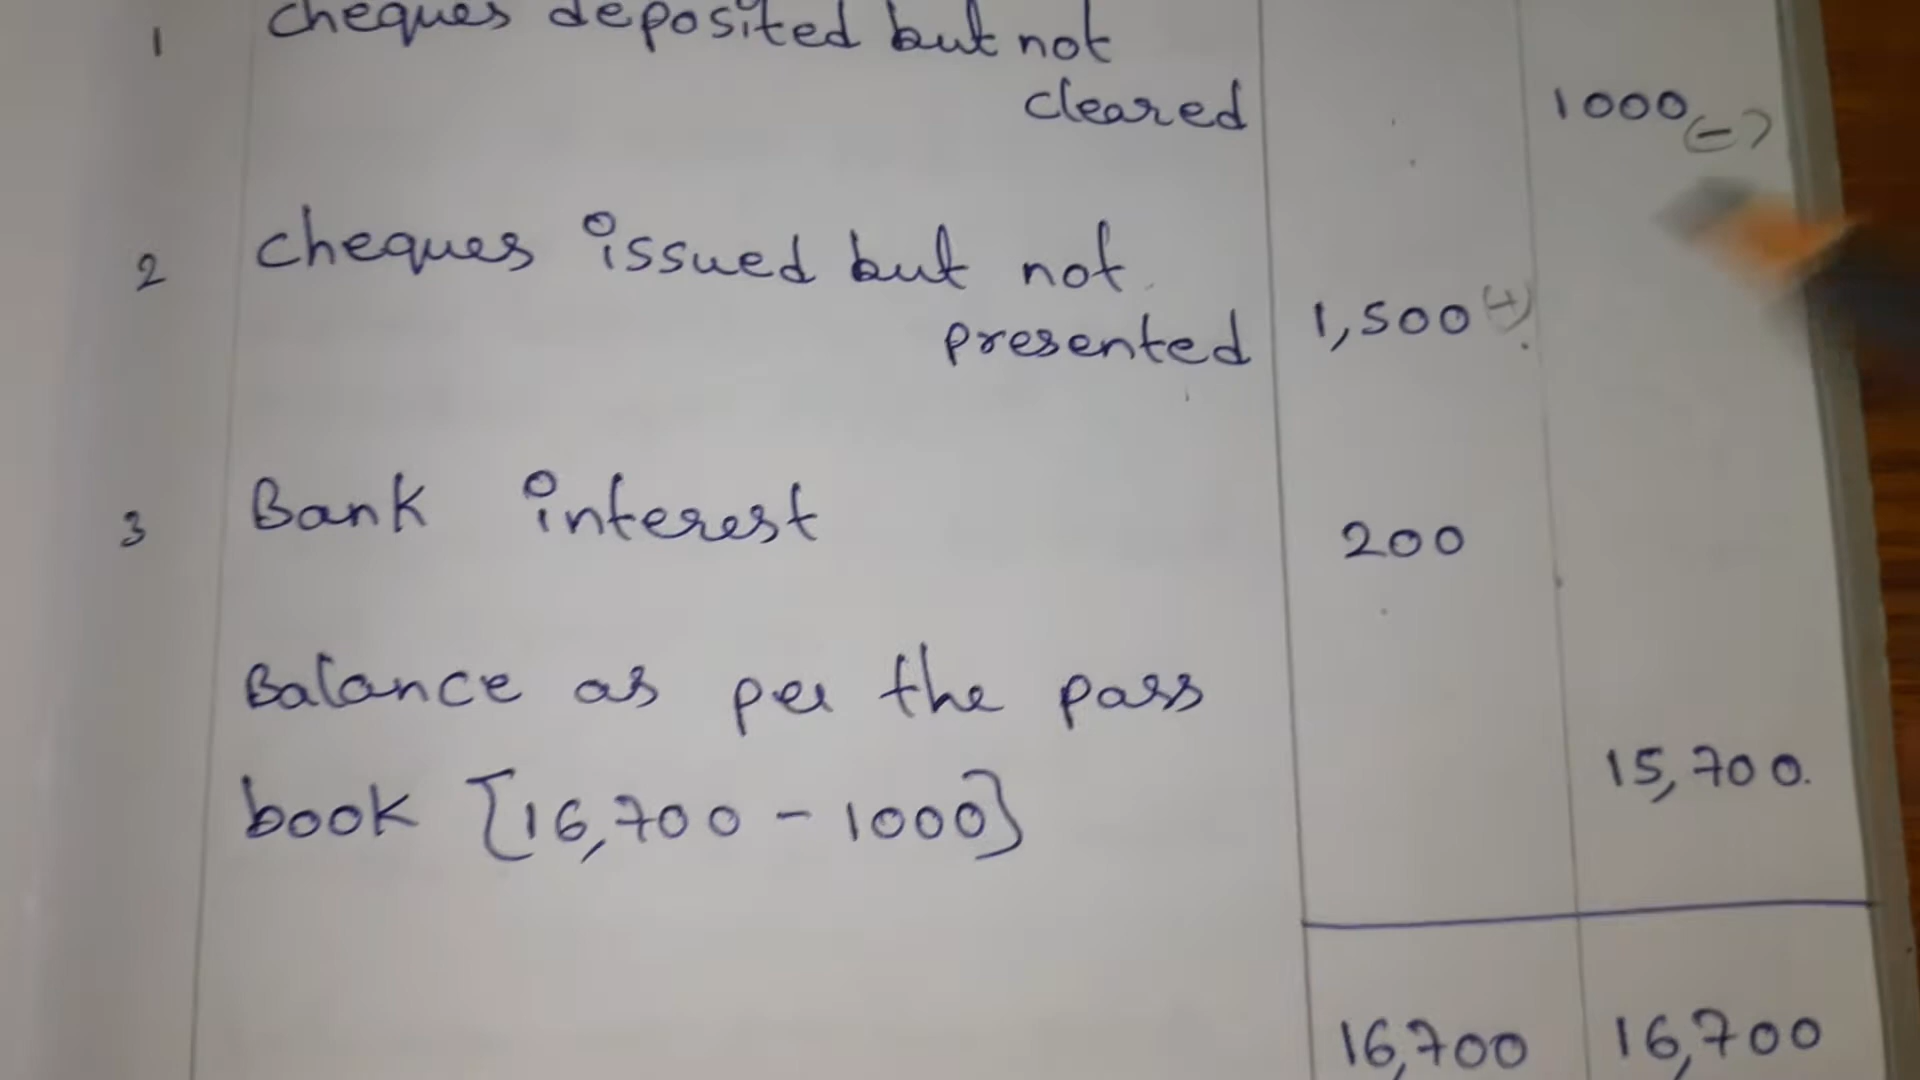 1 cheques deposited but not
cleared 1000 (-)
2 cheques issued but not
presented 1,500 (+)
3 Bank interest 200
Balance as per the pass
book [16,700 - 1000] 15,700.
16,700 16,700